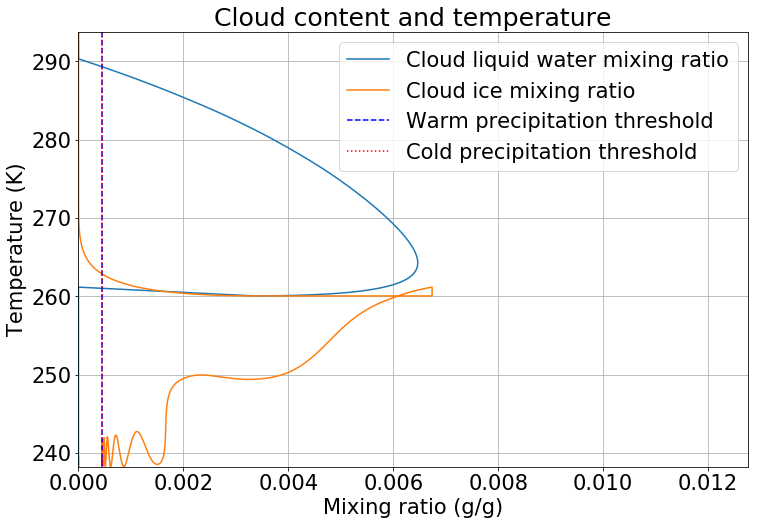 Cloud content and temperature
Cloud liquid water mixing ratio
Cloud ice mixing ratio
Warm precipitation threshold
Cold precipitation threshold
Temperature (K)
290
280
270
260
250
240
0.000 0.002 0.004 0.006 0.008 0.010 0.012
Mixing ratio (g/g)